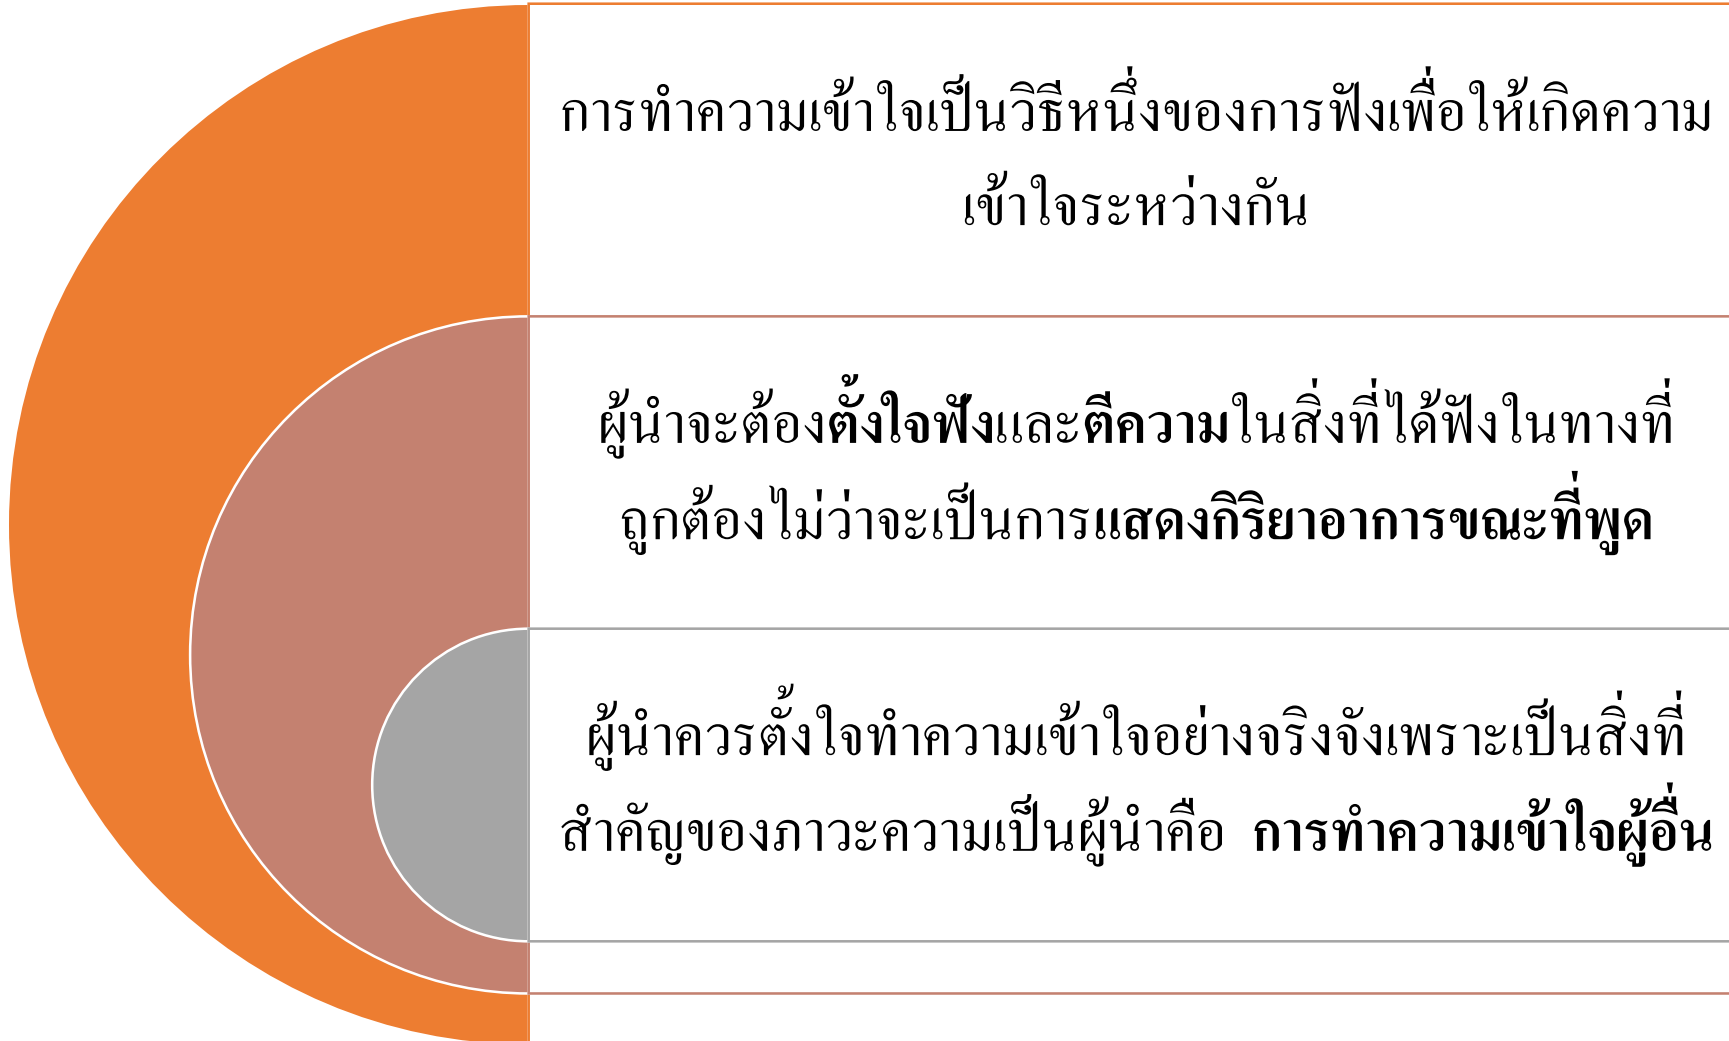 การทำความเข้าใจเป็นวิธีหนึ่งของการฟังเพื่อให้เกิดความ
เข้าใจระหว่างกัน
ผู้นำจะต้องตั้งใจฟังและตีความในสิ่งที่ได้ฟังในทางที่
ถูกต้องไม่ว่าจะเป็นการแสดงกิริยาอาการขณะที่พูด
ผู้นำควรตั้งใจทำความเข้าใจอย่างจริงจังเพราะเป็นสิ่งที่
สำคัญของภาวะความเป็นผู้นำคือ การทำความเข้าใจผู้อื่น